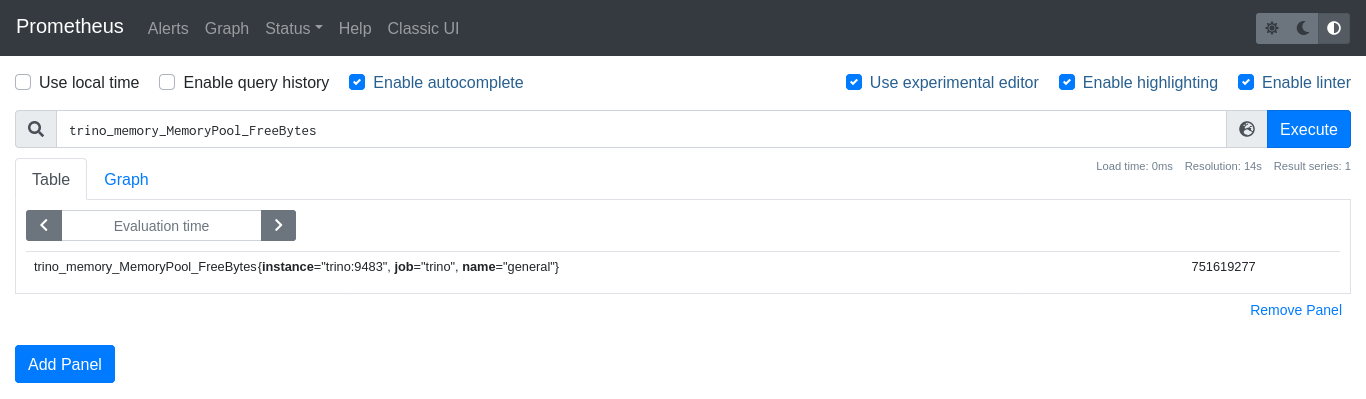 Prometheus Alerts Graph Status Help Classic UI
Use local time Enable query history Enable autocomplete Use experimental editor Enable highlighting Enable linter
trino_memory_MemoryPool_FreeBytes Execute
Load time: 0ms Resolution: 14s Result series: 1
Table Graph
Evaluation time
trino_memory_MemoryPool_FreeBytes{instance="trino:9483", job="trino", name="general"} 751619277
Remove Panel
Add Panel